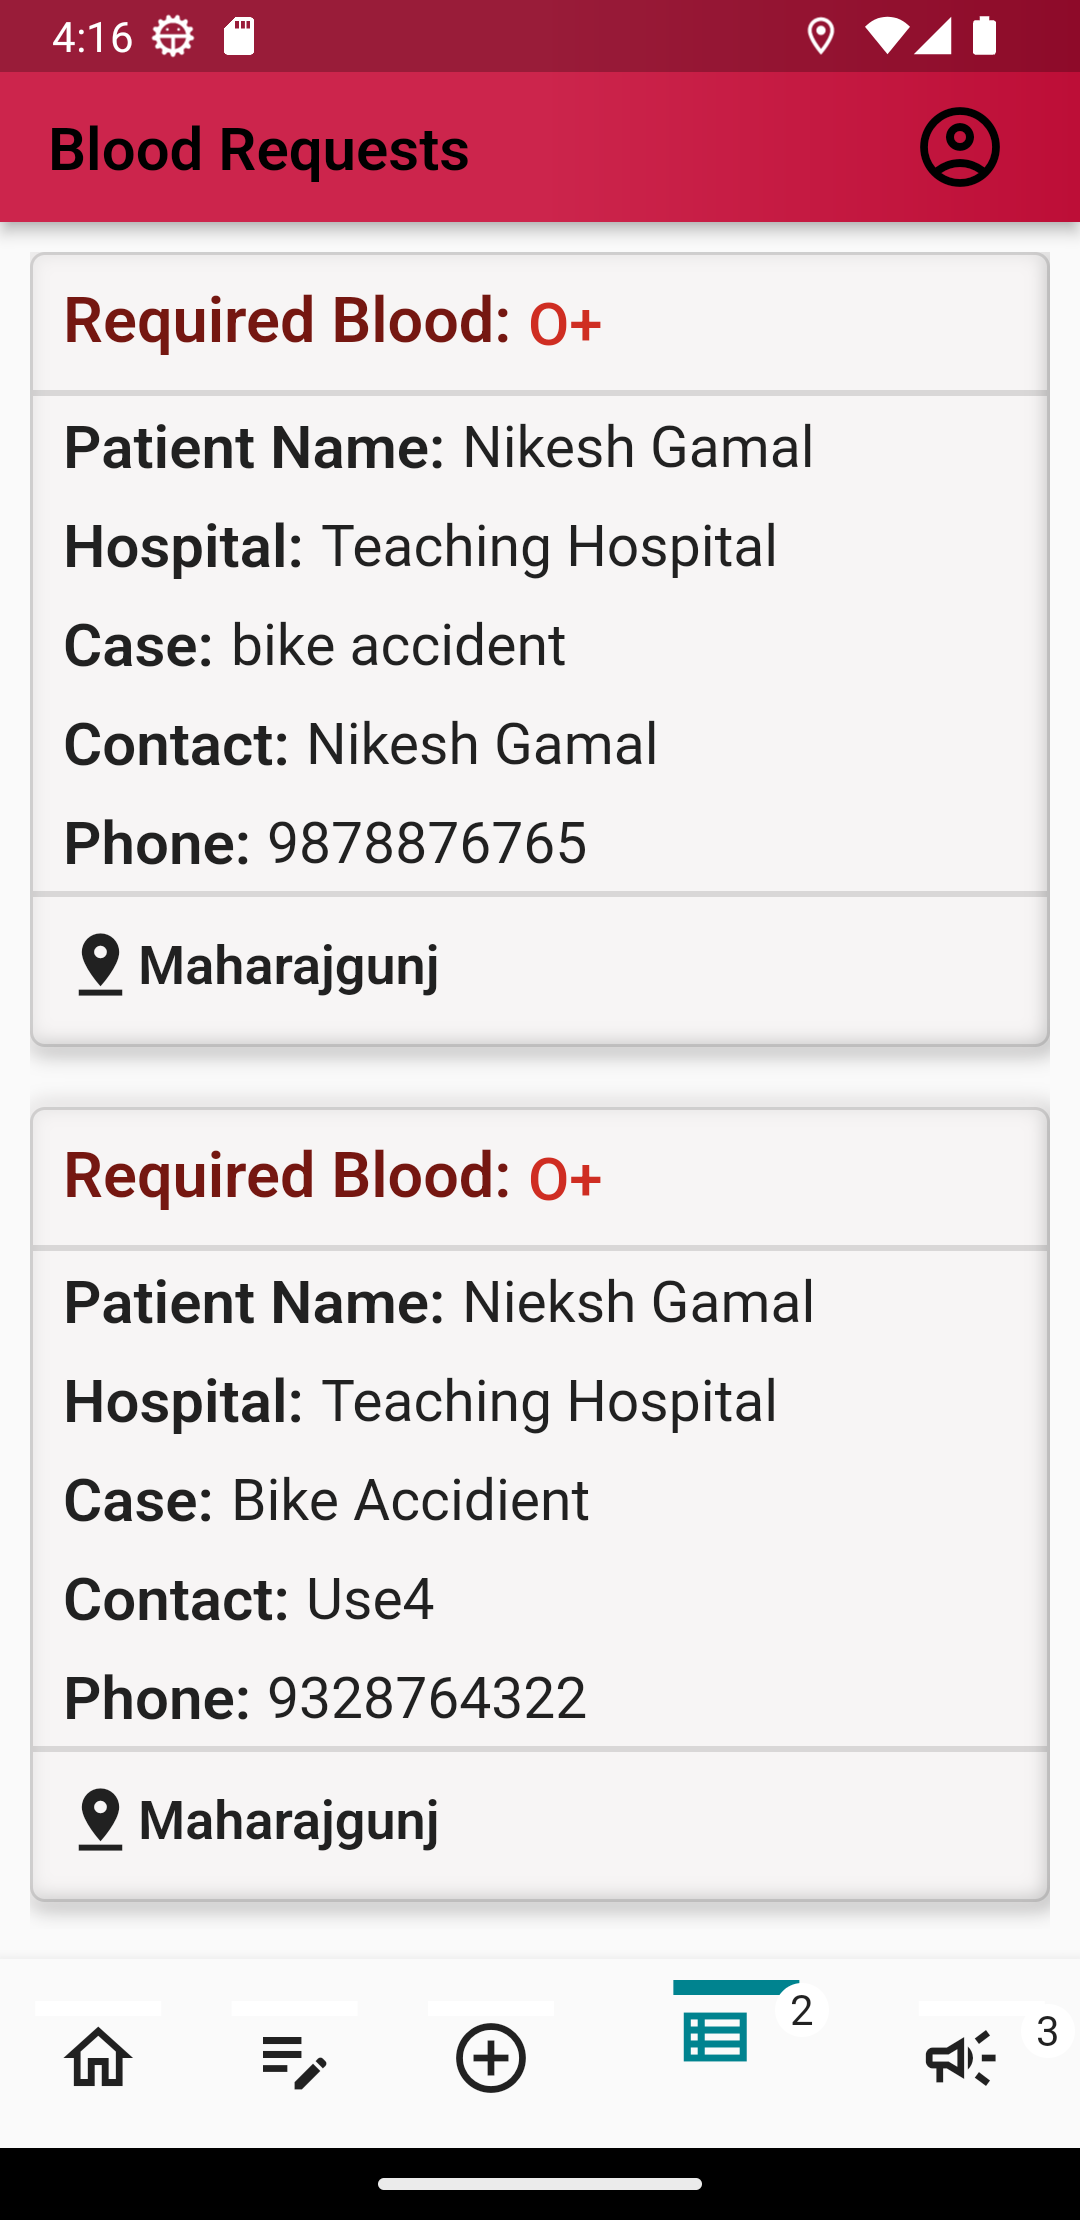 4:16
Blood Requests
Required Blood: O+
Patient Name: Nikesh Gamal
Hospital: Teaching Hospital
Case: bike accident
Contact: Nikesh Gamal
Phone: 9878876765
Maharajgunj
Required Blood: O+
Patient Name: Nieksh Gamal
Hospital: Teaching Hospital
Case: Bike Accidient
Contact: Use4
Phone: 9328764322
Maharajgunj
2
3